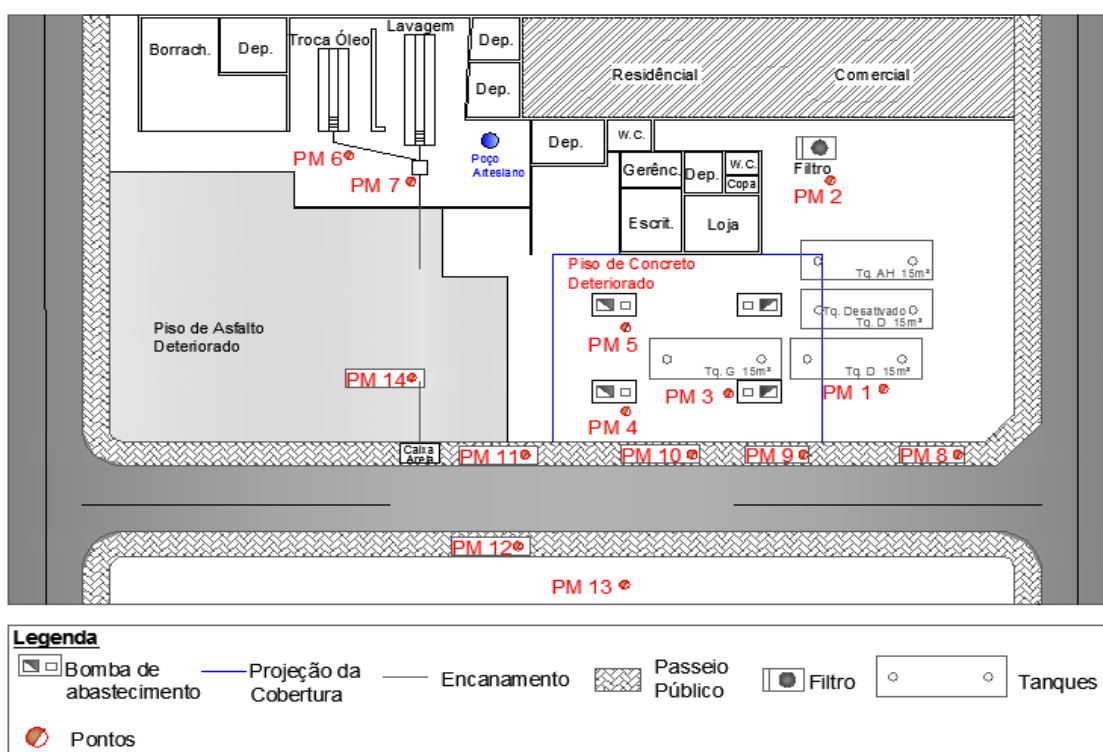 Lavagem
Troca Óleo
Borrach.
Dep.
Dep.
Dep.
Residêncial
Comercial
Dep.
W.C.
PM 6
PM 7
Poço
Artesiano
Filtro
PM 2
Gerênc.
Dep.
W.C.
Copa
Escrit.
Loja
Piso de Concreto
Deteriorado
Tq. AH 15m³
Tq. Desativado
Tq. D 15m³
Piso de Asfalto
Deteriorado
PM 5
Tq. G 15m³
Tq. D 15m³
PM 14
PM 3
PM 1
PM 4
Caixa
Areia
PM 11
PM 10
PM 9
PM 8
PM 12
PM 13
Legenda
Bomba de
abastecimento
Projeção da
Cobertura
Encanamento
Passeio
Público
Filtro
Tanques
Pontos